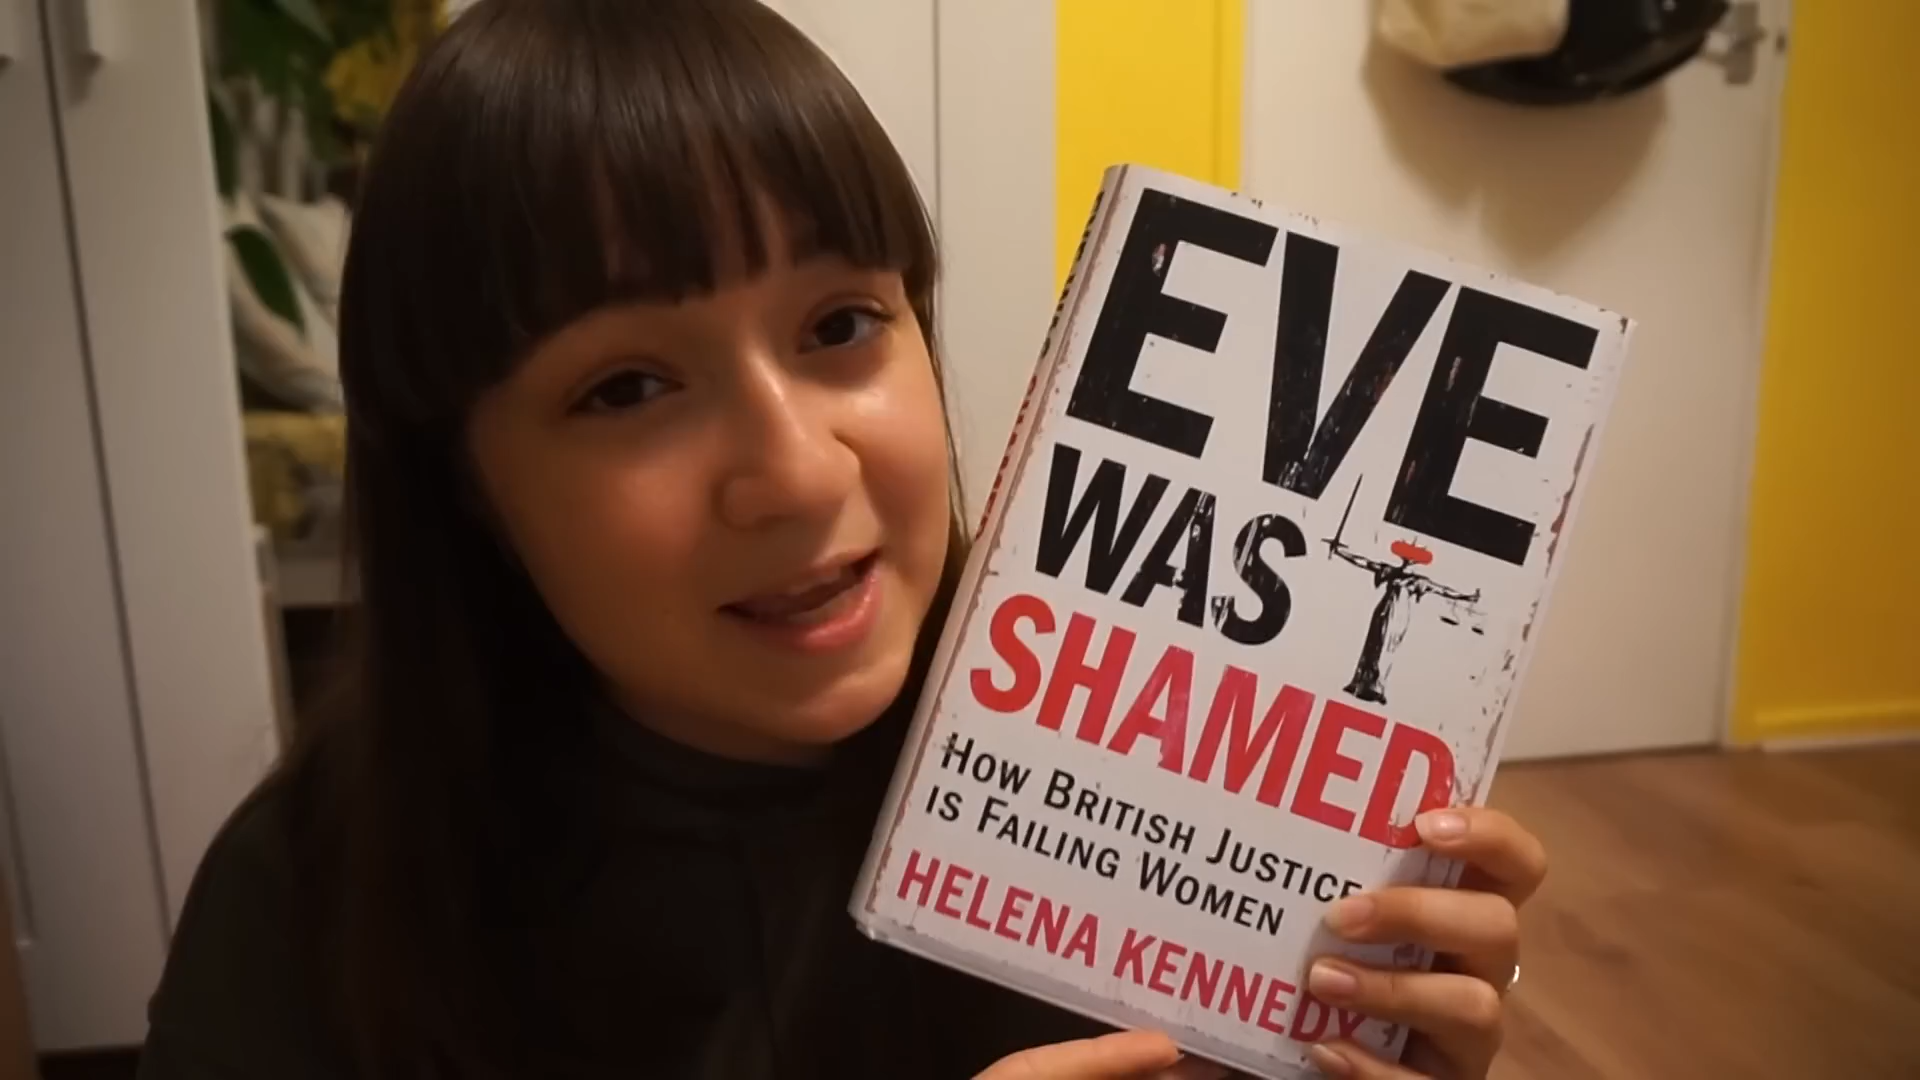 EVE
WAS
SHAMED
HOW BRITISH JUSTICE
IS FAILING WOMEN
HELENA KENNEDY